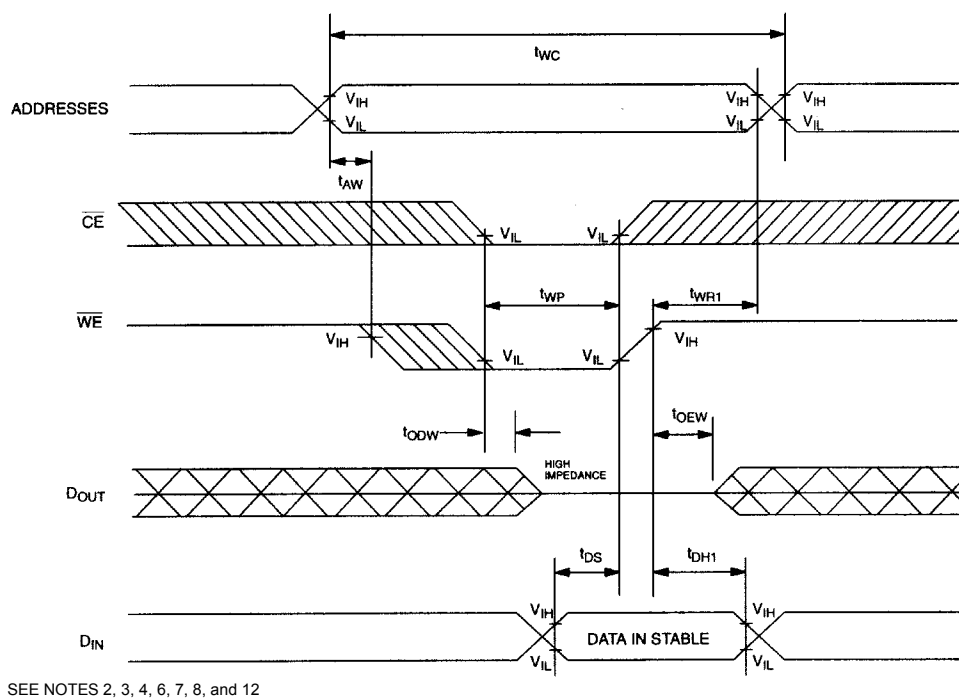 tWC
ADDRESSES
VIH
VIL
VIH
VIL
VIH
VIL
tAW
CE
VIL
VIL
tWP
tWR1
WE
VIH
VIL
VIL
VIH
tODW
tOEW
DOUT
HIGH
IMPEDANCE
tDS
tDH1
DIN
VIH
VIL
DATA IN STABLE
VIH
VIL
SEE NOTES 2, 3, 4, 6, 7, 8, and 12